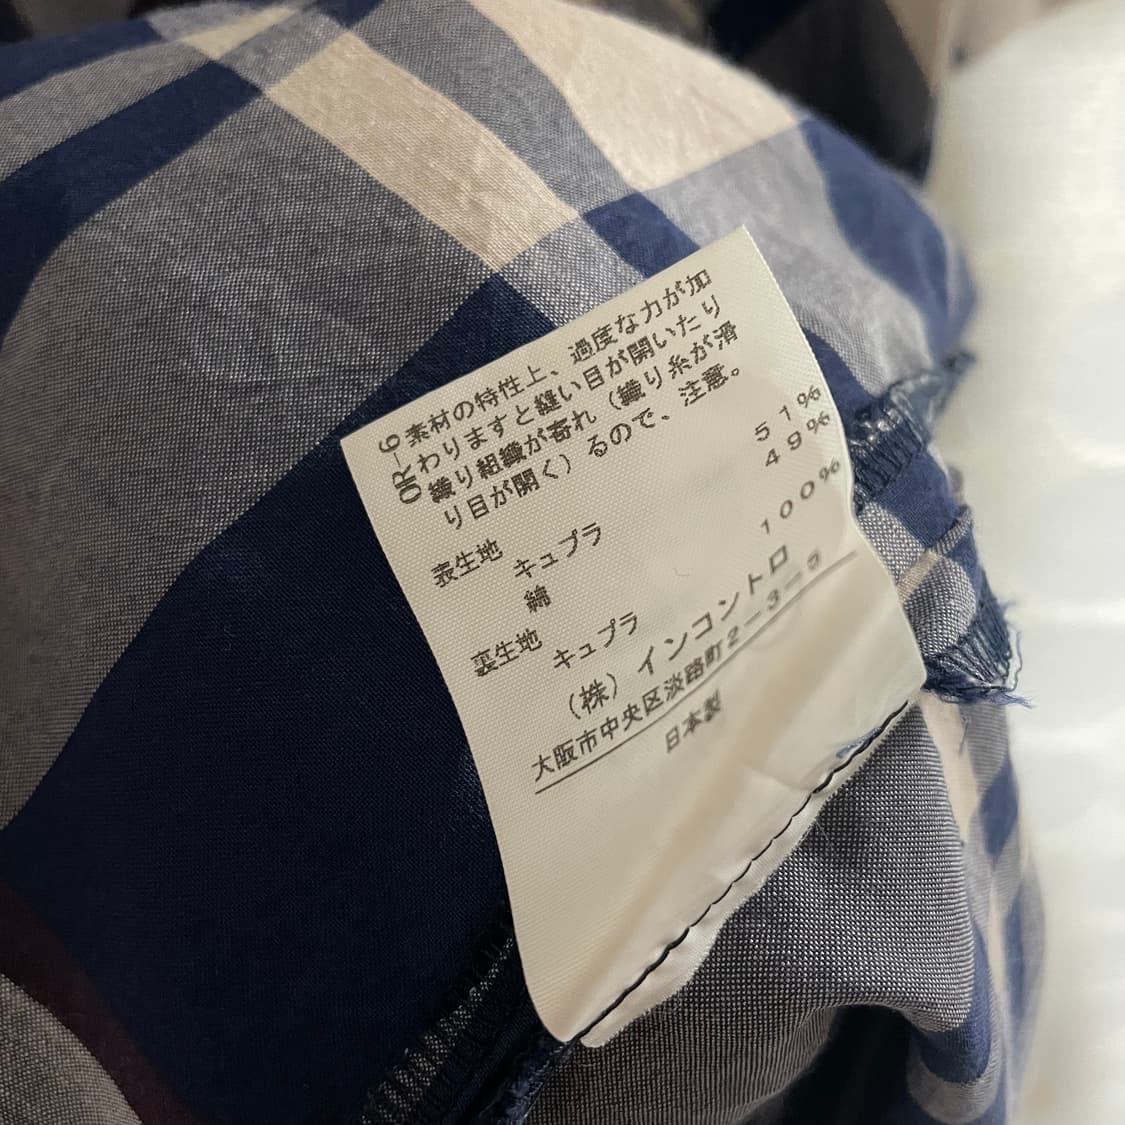 OR-6
素材の特性上、過度な力が加
わりますと縫い目が開いたり
織り組織が寄れ（織り糸が滑
り目が開く）るので、注意。
表生地 キュプラ 51%
綿 49%
裏生地 キュプラ 100%
（株）インコントロ
大阪市中央区淡路町2-3-5
日本製